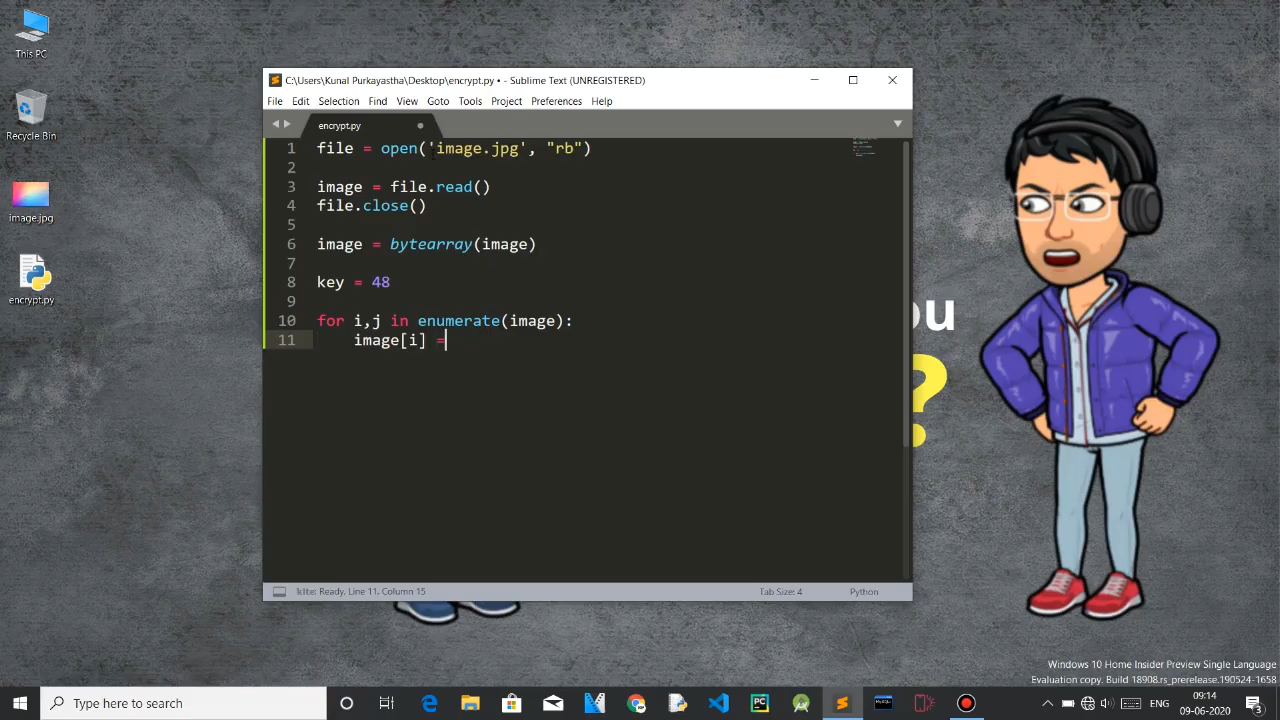 This PC
Recycle Bin
image.jpg
encrypt.py
C:\Users\Kunal Purkayastha\Desktop\encrypt.py • - Sublime Text (UNREGISTERED)
File Edit Selection Find View Goto Tools Project Preferences Help
encrypt.py
1 file = open('image.jpg', "rb")
2
3 image = file.read()
4 file.close()
5
6 image = bytearray(image)
7
8 key = 48
9
10 for i,j in enumerate(image):
11 image[i] =
ou
?
Ready, Line 11, Column 15 Tab Size: 4 Python
Windows 10 Home Insider Preview Single Language
Evaluation copy. Build 18908.rs_prerelease.190524-1658
Type here to search
PC
MySQL
ENG
09:14
09-06-2020
3